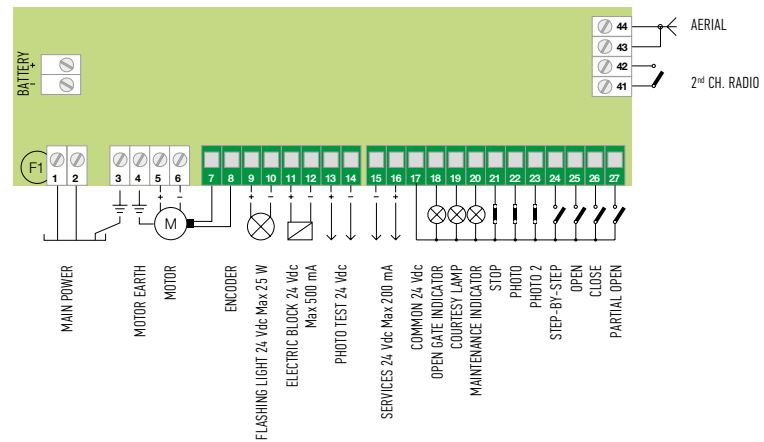 44
AERIAL
43
42
41
2nd CH. RADIO
BATTERY
+
-
F1
1 2 3 4 5 6 7 8 9 10 11 12 13 14 15 16 17 18 19 20 21 22 23 24 25 26 27
+ - + - + - + - - +
M
MAIN POWER
MOTOR EARTH
MOTOR
ENCODER
FLASHING LIGHT 24 Vdc Max 25 W
ELECTRIC BLOCK 24 Vdc
Max 500 mA
PHOTO TEST 24 Vdc
SERVICES 24 Vdc Max 200 mA
COMMON 24 Vdc
OPEN GATE INDICATOR
COURTESY LAMP
MAINTENANCE INDICATOR
STOP
PHOTO
PHOTO 2
STEP-BY-STEP
OPEN
CLOSE
PARTIAL OPEN